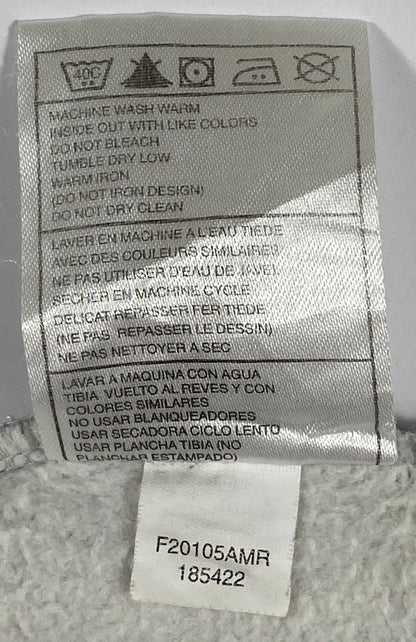 40C
MACHINE WASH WARM
INSIDE OUT WITH LIKE COLORS
DO NOT BLEACH
TUMBLE DRY LOW
WARM IRON
(DO NOT IRON DESIGN)
DO NOT DRY CLEAN
LAVER EN MACHINE A L'EAU TIEDE
AVEC DES COULEURS SIMILAIRES
NE PAS UTILISER D'EAU DE JAVEL
SECHER EN MACHINE CYCLE
DELICAT REPASSER FER TIEDE
(NE PAS REPASSER LE DESSIN)
NE PAS NETTOYER A SEC
LAVAR A MAQUINA CON AGUA
TIBIA VUELTO AL REVES Y CON
COLORES SIMILARES
NO USAR BLANQUEADORES
USAR SECADORA CICLO LENTO
USAR PLANCHA TIBIA (NO
PLANCHAR ESTAMPADO)
F20105AMR
185422